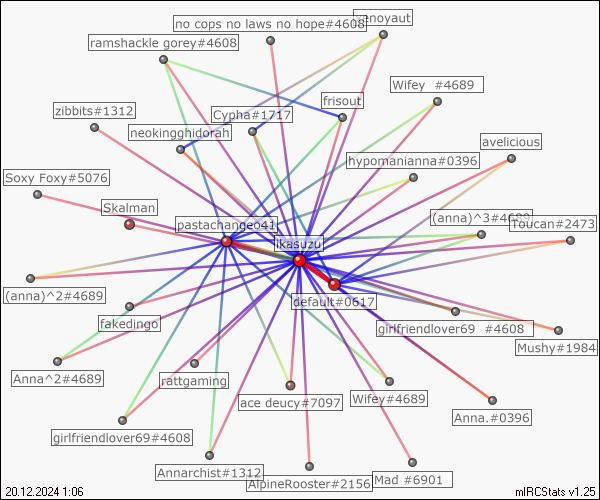 no cops no laws no hope#4608
xenoyaut
ramshackle gorey#4608
Wifey  #4689
frisout
zibbits#1312
Cypha#1717
neokingghidorah
avelicious
hypomanianna#0396
Soxy Foxy#5076
Skalman
pastachange041
(anna)^3#4689
Toucan#2473
ikasuzu
(anna)^2#4689
default#0617
fakedingo
girlfriendlover69  #4608
Mushy#1984
Anna^2#4689
rattgaming
ace deucy#7097
Wifey#4689
Anna.#0396
girlfriendlover69#4608
Annarchist#1312
AlpineRooster#2156
Mad #6901
20.12.2024 1:06
mIRCStats v1.25